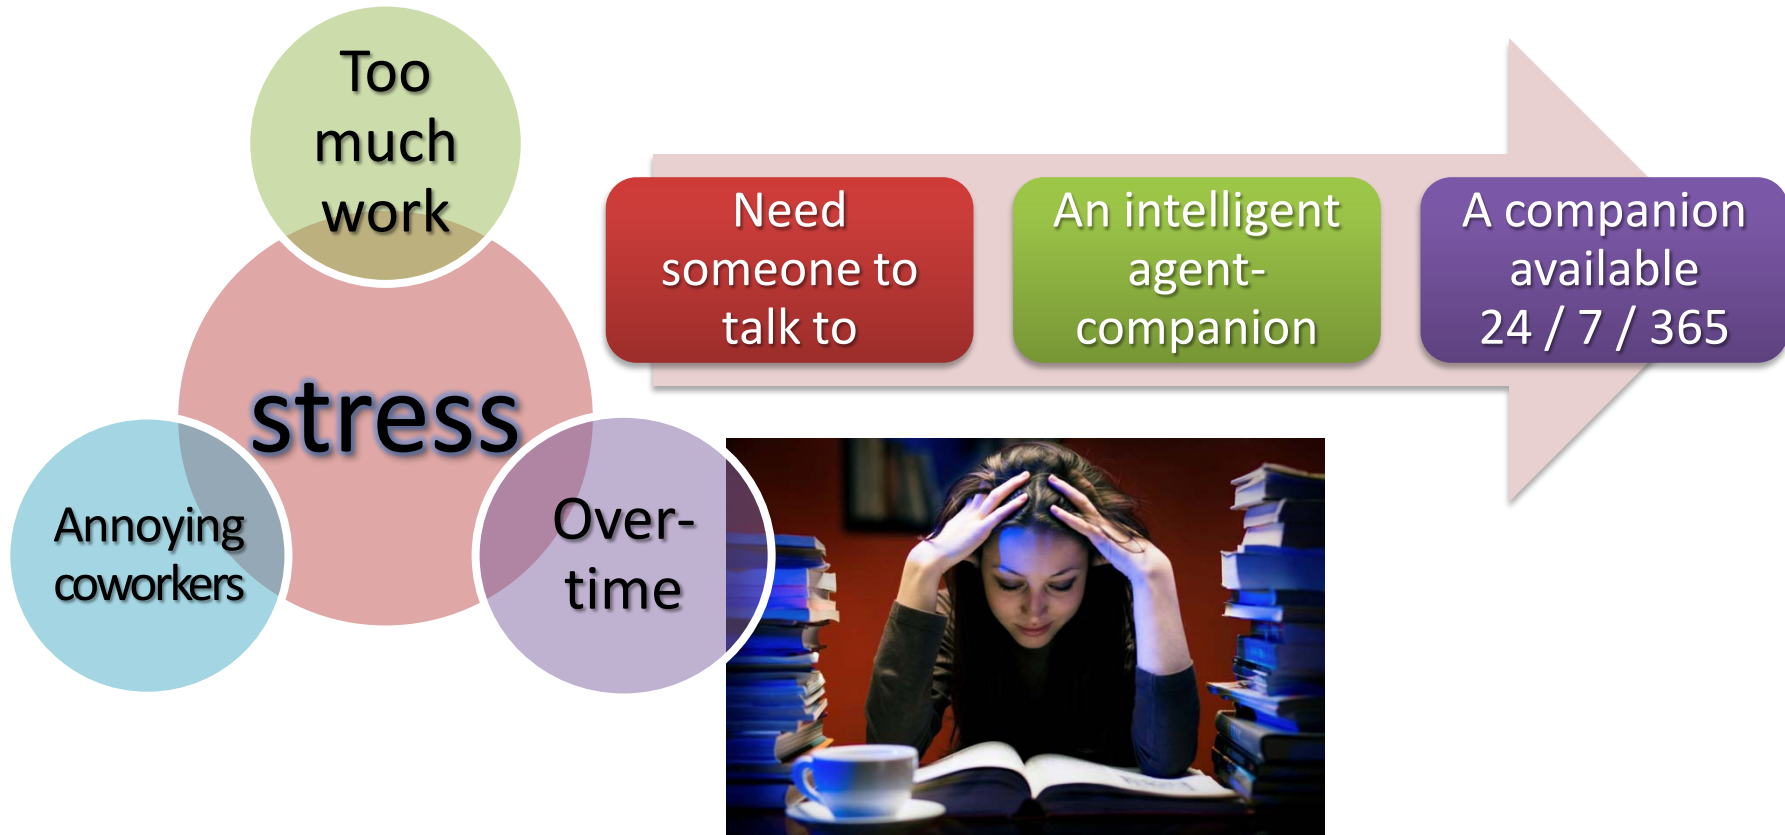 Too
much
work
stress
Annoying
coworkers
Over-
time
Need
someone to
talk to
An intelligent
agent-
companion
A companion
available
24 / 7 / 365